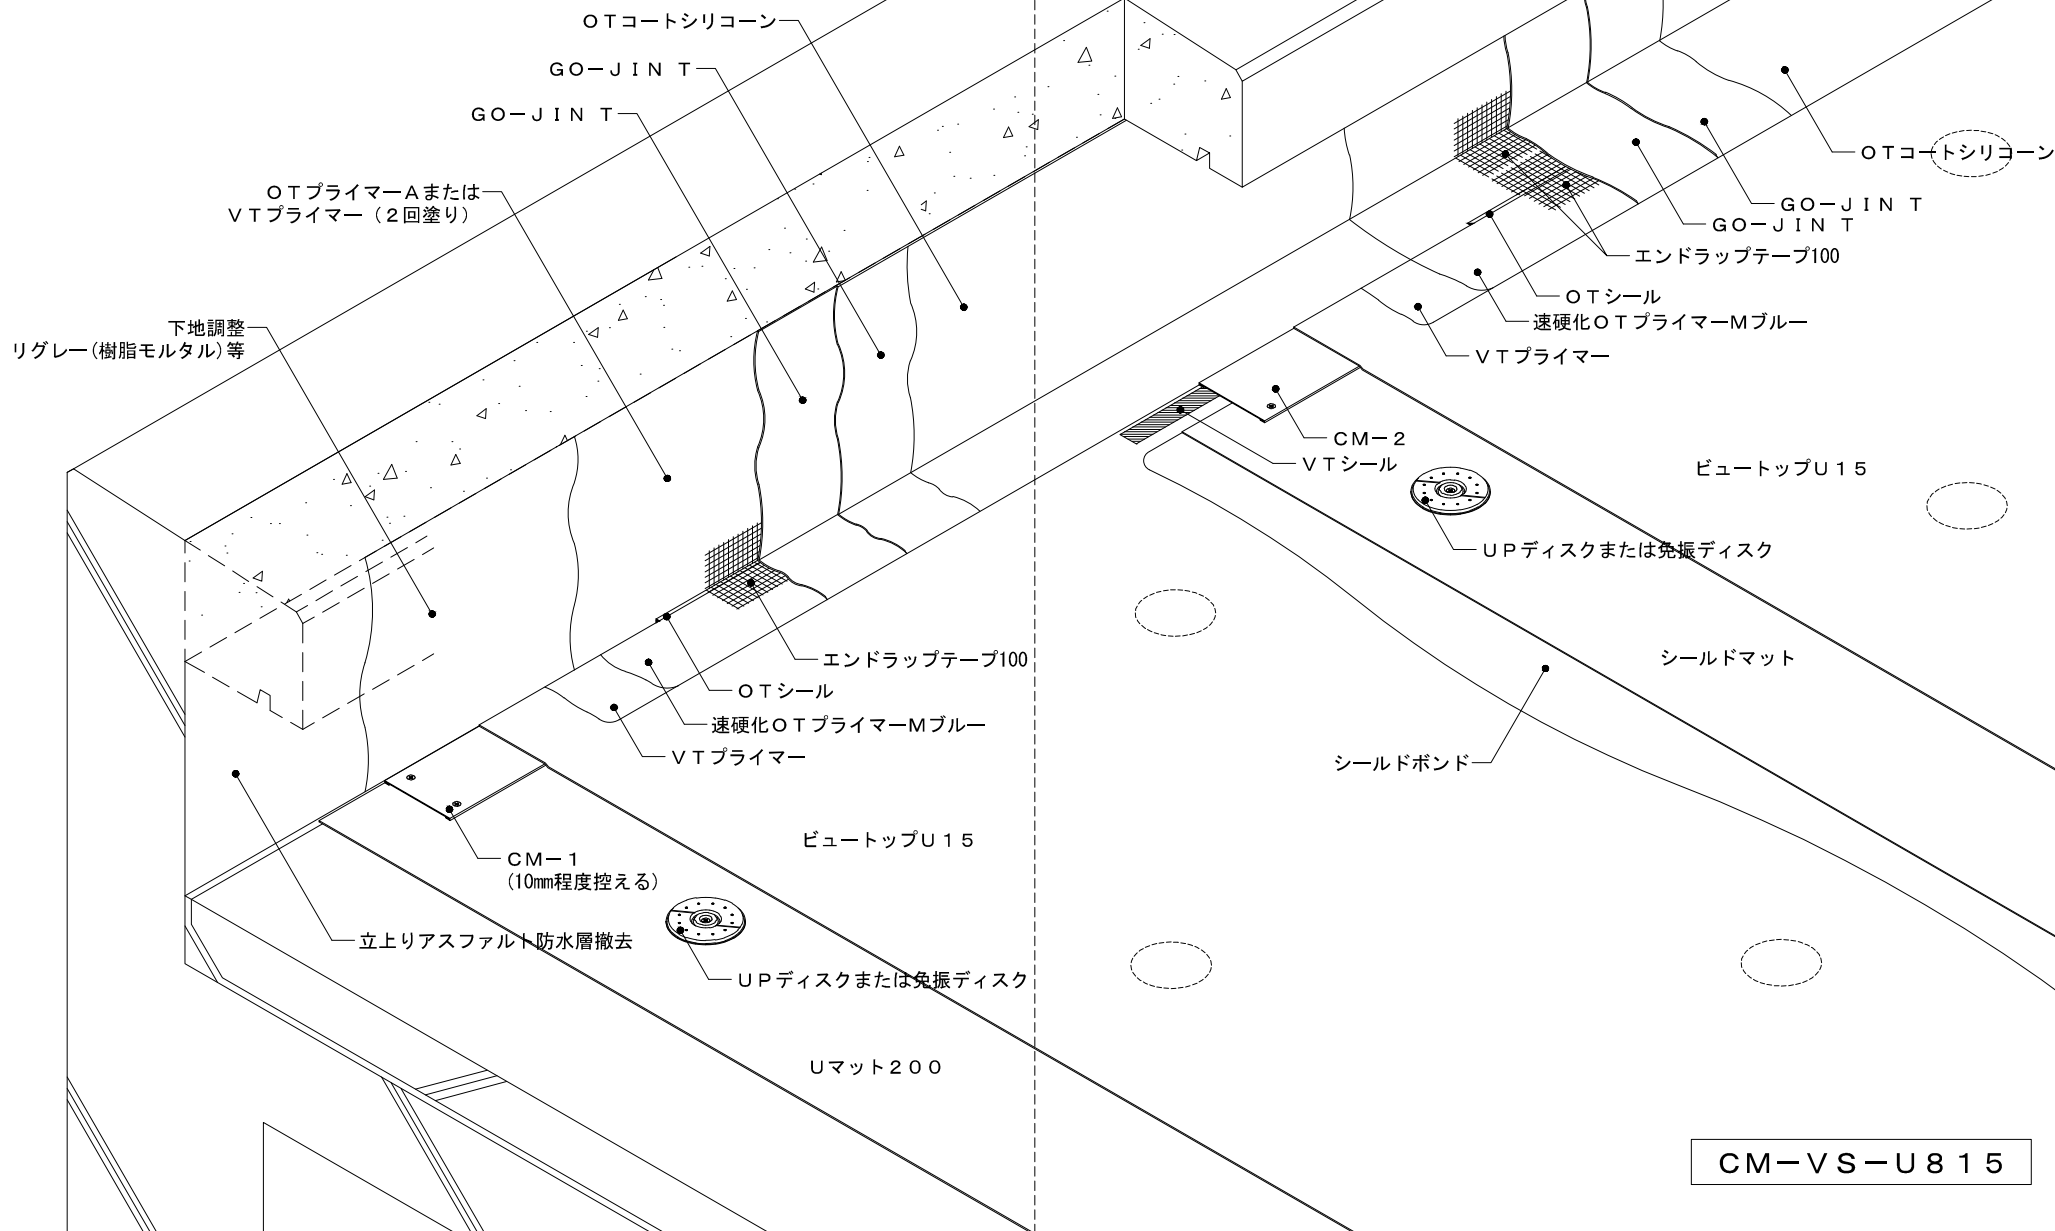 ＯＴコートシリコーン
ＧＯ－ＪＩＮ Ｔ
ＧＯ－ＪＩＮ Ｔ
ＯＴプライマーＡまたは
ＶＴプライマー（２回塗り）
下地調整
リグレー(樹脂モルタル)等
エンドラップテープ100
ＯＴシール
速硬化ＯＴプライマーＭブルー
ＶＴプライマー
ＣＭ－１
(10mm程度控える)
立上りアスファルト防水層撤去
ビュートップＵ１５
ＵＰディスクまたは免振ディスク
Ｕマット２００
ＯＴコートシリコーン
ＧＯ－ＪＩＮ Ｔ
ＧＯ－ＪＩＮ Ｔ
エンドラップテープ100
ＯＴシール
速硬化ＯＴプライマーＭブルー
ＶＴプライマー
ＣＭ－２
ＶＴシール
ビュートップＵ１５
ＵＰディスクまたは免振ディスク
シールドマット
シールドボンド
ＣＭ－ＶＳ－Ｕ８１５